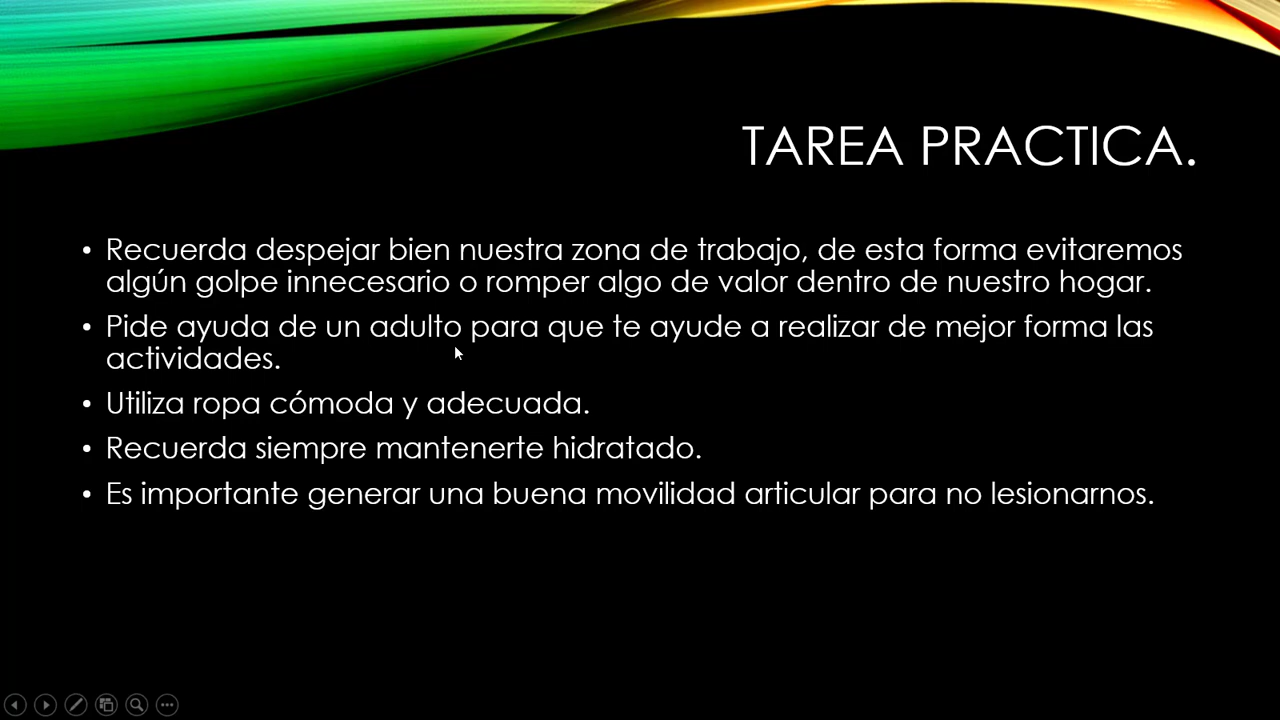 TAREA PRACTICA.
• Recuerda despejar bien nuestra zona de trabajo, de esta forma evitaremos
algún golpe innecesario o romper algo de valor dentro de nuestro hogar.
• Pide ayuda de un adulto para que te ayude a realizar de mejor forma las
actividades.
• Utiliza ropa cómoda y adecuada.
• Recuerda siempre mantenerte hidratado.
• Es importante generar una buena movilidad articular para no lesionarnos.